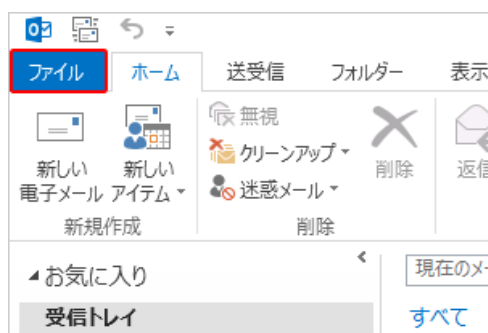 ファイル ホーム 送受信 フォルダー 表示
新しい
電子メール
新しい
アイテム
新規作成
無視
クリーンアップ
迷惑メール
削除
削除
返信
お気に入り
受信トレイ
現在のメー
すべて